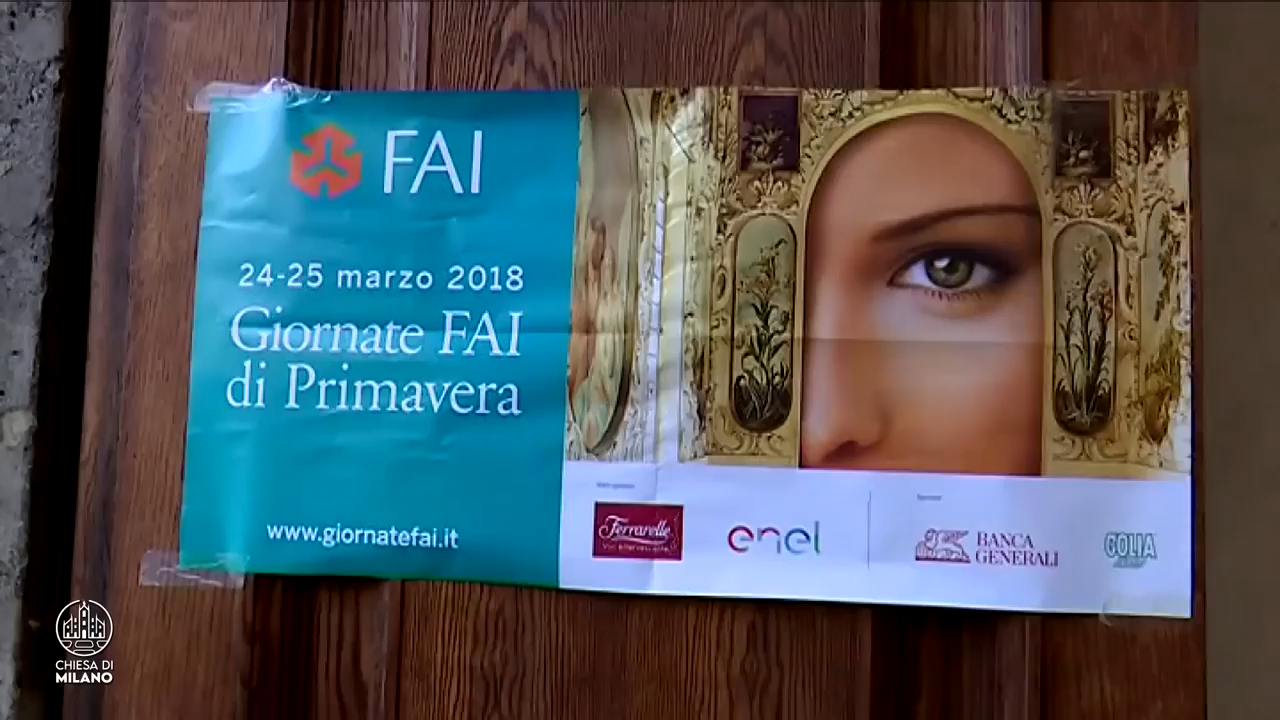 FAI
24-25 marzo 2018
Giornate FAI
di Primavera
www.giornatefai.it
Ferrarelle
enel
BANCA
GENERALI
GOLIA
CHIESA DI
MILANO